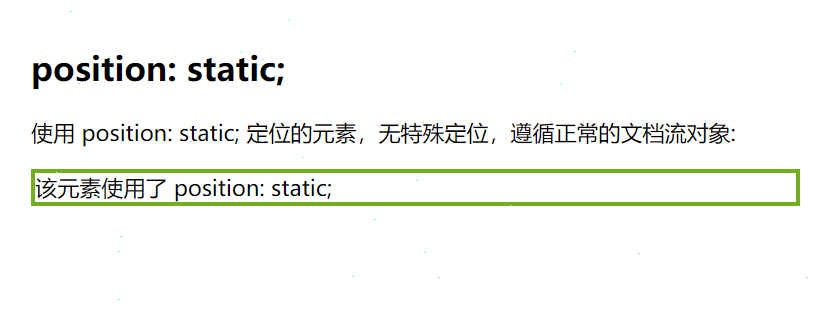 position: static;
使用 position: static; 定位的元素，无特殊定位，遵循正常的文档流对象:
该元素使用了 position: static;